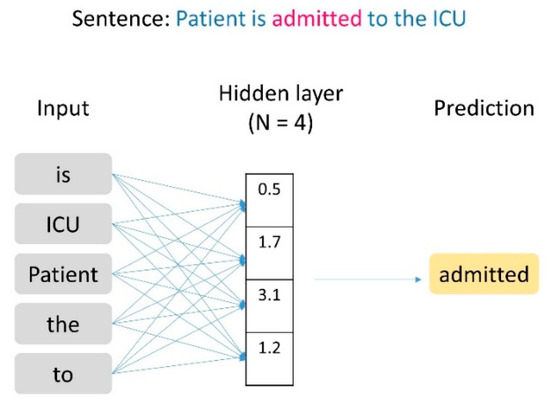 Sentence: Patient is admitted to the ICU
Input
Hidden layer
(N = 4)
Prediction
is
ICU
Patient
the
to
0.5
1.7
3.1
1.2
admitted